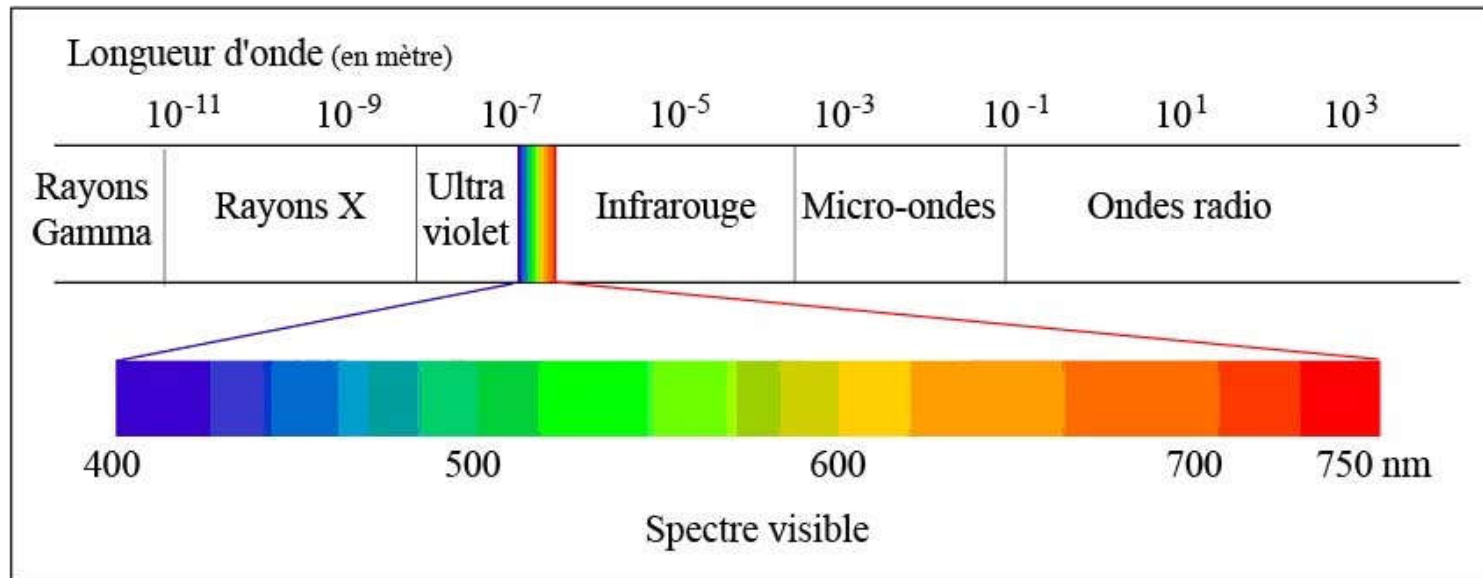 Longueur d'onde (en mètre)
10⁻¹¹ 10⁻⁹ 10⁻⁷ 10⁻⁵ 10⁻³ 10⁻¹ 10¹ 10³
Rayons Gamma
Rayons X
Ultra violet
Infrarouge
Micro-ondes
Ondes radio
400 500 600 700 750 nm
Spectre visible